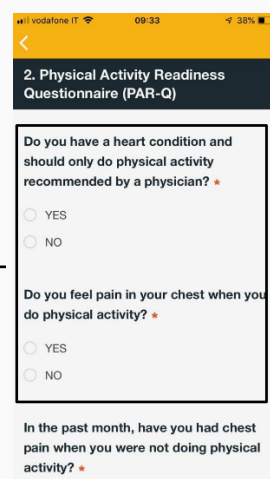 vodafone IT 09:33 38%
2. Physical Activity Readiness
Questionnaire (PAR-Q)
Do you have a heart condition and
should only do physical activity
recommended by a physician? *
YES
NO
Do you feel pain in your chest when you
do physical activity? *
YES
NO
In the past month, have you had chest
pain when you were not doing physical
activity? *